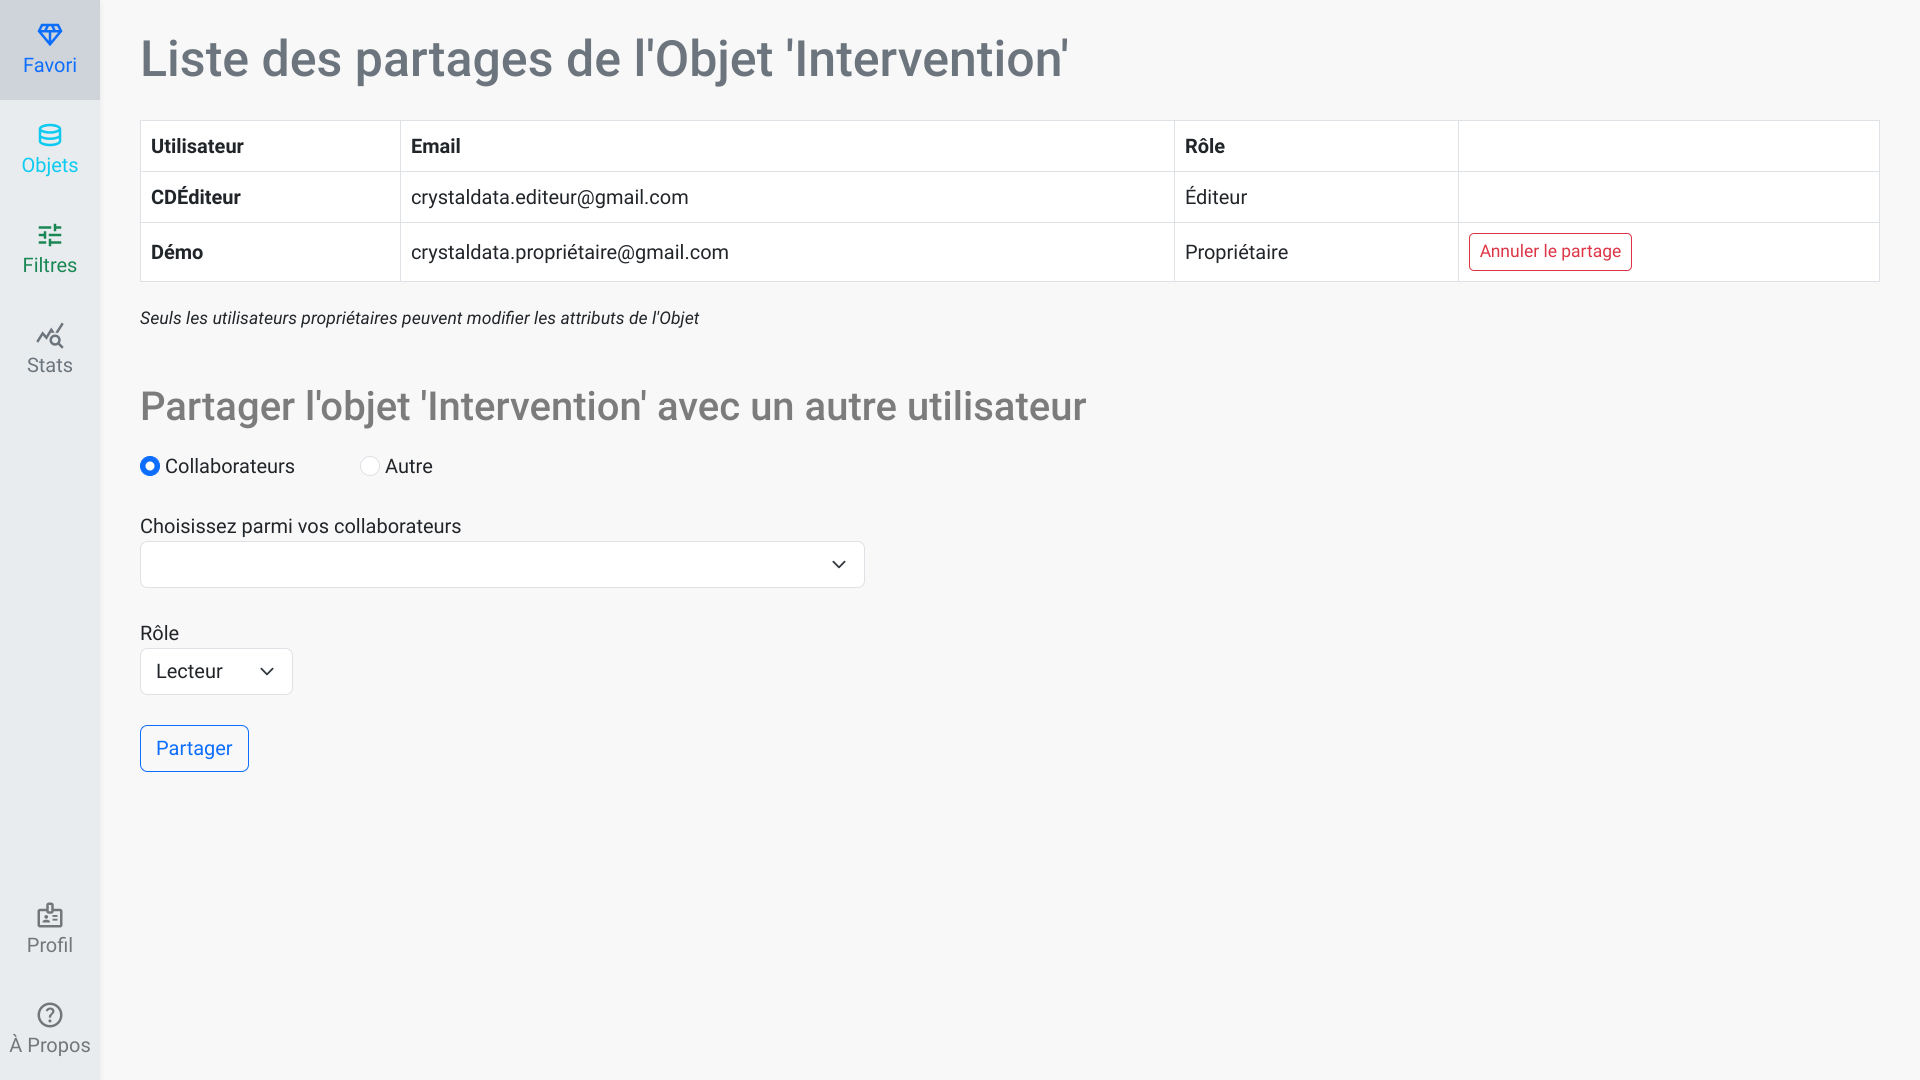 Favori
Objets
Filtres
Stats
Profil
À Propos
Liste des partages de l'Objet 'Intervention'
Utilisateur Email Rôle
CDÉditeur crystaldata.editeur@gmail.com Éditeur
Démo crystaldata.propriétaire@gmail.com Propriétaire Annuler le partage
Seuls les utilisateurs propriétaires peuvent modifier les attributs de l'Objet
Partager l'objet 'Intervention' avec un autre utilisateur
Collaborateurs Autre
Choisissez parmi vos collaborateurs
Rôle
Lecteur
Partager